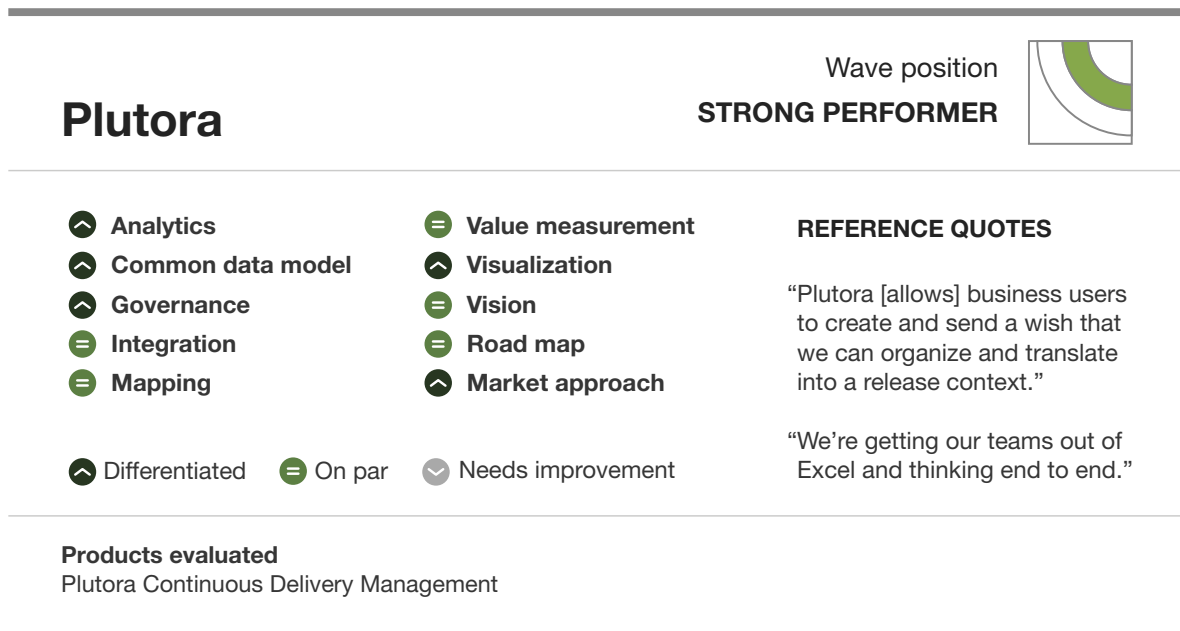 Plutora
Wave position
STRONG PERFORMER
Analytics
Common data model
Governance
Integration
Mapping
Value measurement
Visualization
Vision
Road map
Market approach
Differentiated
On par
Needs improvement
REFERENCE QUOTES
“Plutora [allows] business users
to create and send a wish that
we can organize and translate
into a release context.”
“We’re getting our teams out of
Excel and thinking end to end.”
Products evaluated
Plutora Continuous Delivery Management